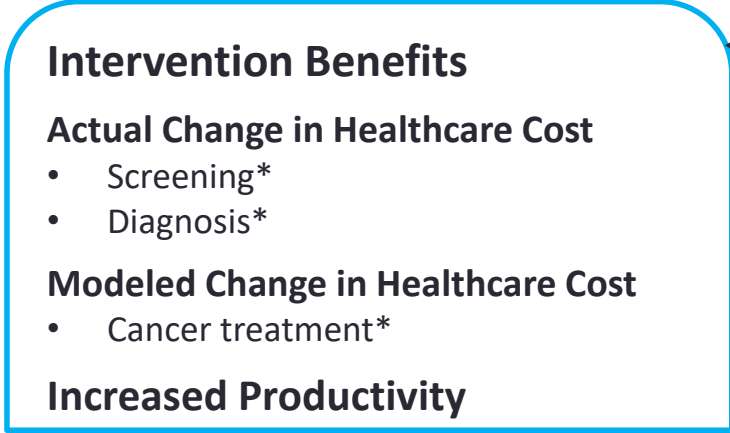 Intervention Benefits
Actual Change in Healthcare Cost
• Screening*
• Diagnosis*
Modeled Change in Healthcare Cost
• Cancer treatment*
Increased Productivity